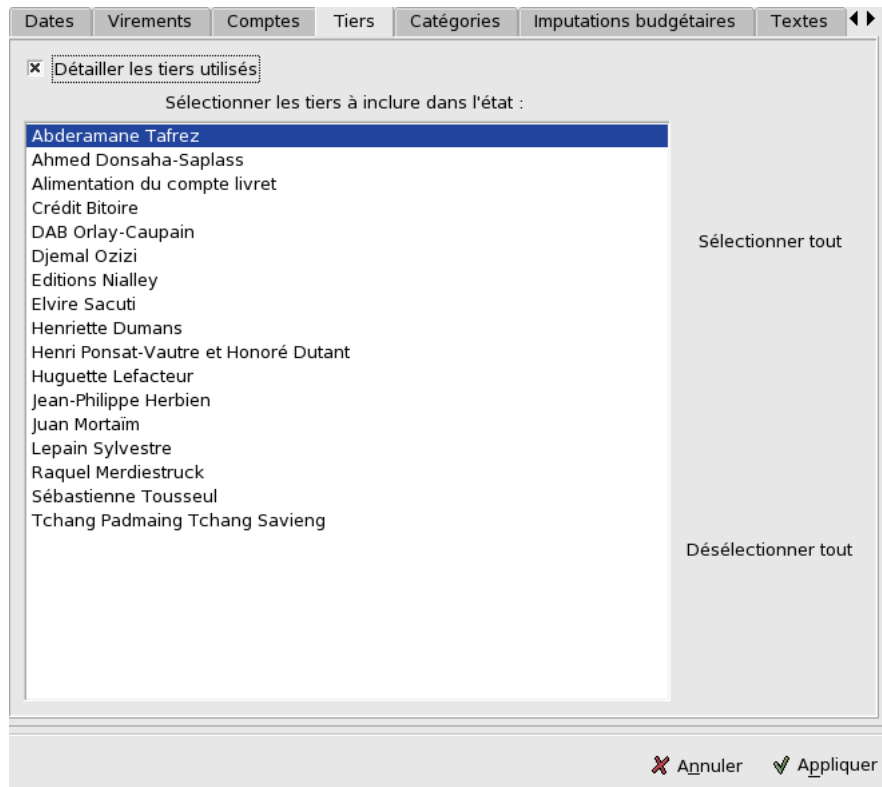 Dates Virements Comptes Tiers Catégories Imputations budgétaires Textes
Détailler les tiers utilisés
Sélectionner les tiers à inclure dans l'état :
Abderamane Tafrez
Ahmed Donsaha-Saplass
Alimentation du compte livret
Crédit Bitoire
DAB Orlay-Caupain
Djemal Ozizi
Editions Nialley
Elvire Sacuti
Henriette Dumans
Henri Ponsat-Vautre et Honoré Dutant
Huguette Lefacteur
Jean-Philippe Herbien
Juan Mortaïm
Lepain Sylvestre
Raquel Merdiestruck
Sébastienne Tousseul
Tchang Padmaing Tchang Savieng
Sélectionner tout
Désélectionner tout
Annuler Appliquer